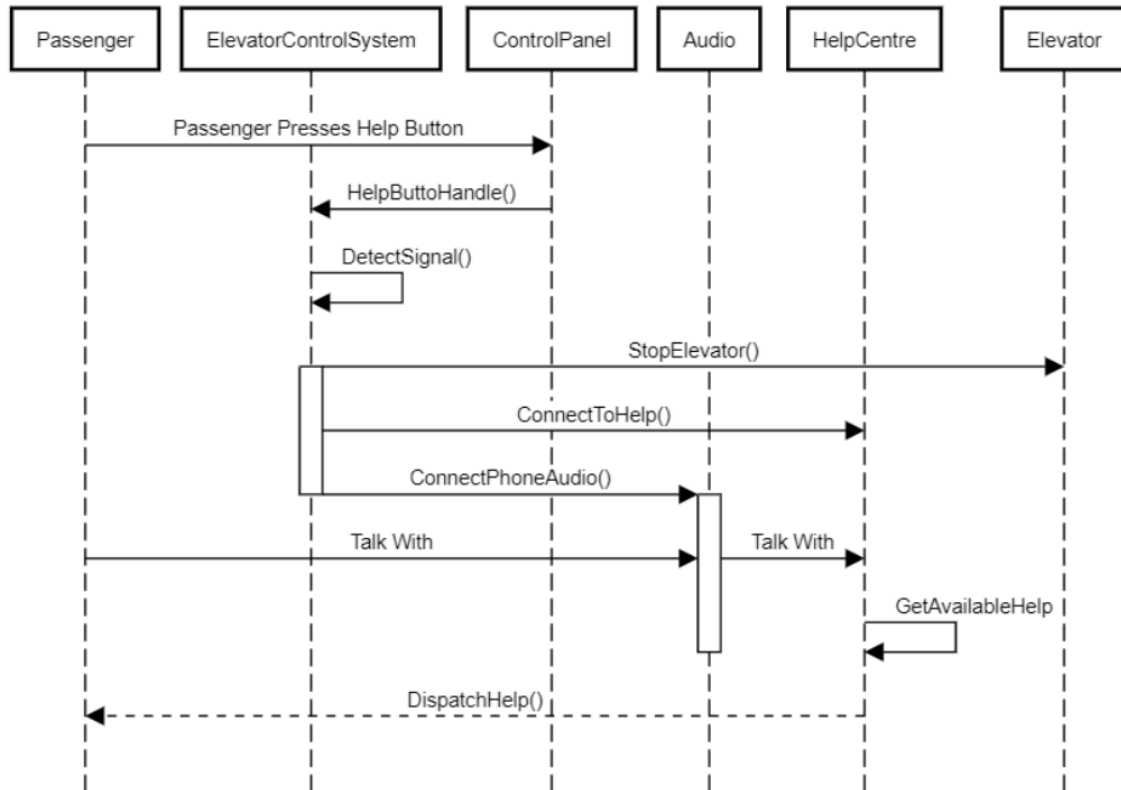 Passenger
ElevatorControlSystem
ControlPanel
Audio
HelpCentre
Elevator
Passenger Presses Help Button
HelpButtoHandle()
DetectSignal()
StopElevator()
ConnectToHelp()
ConnectPhoneAudio()
Talk With
Talk With
GetAvailableHelp
DispatchHelp()